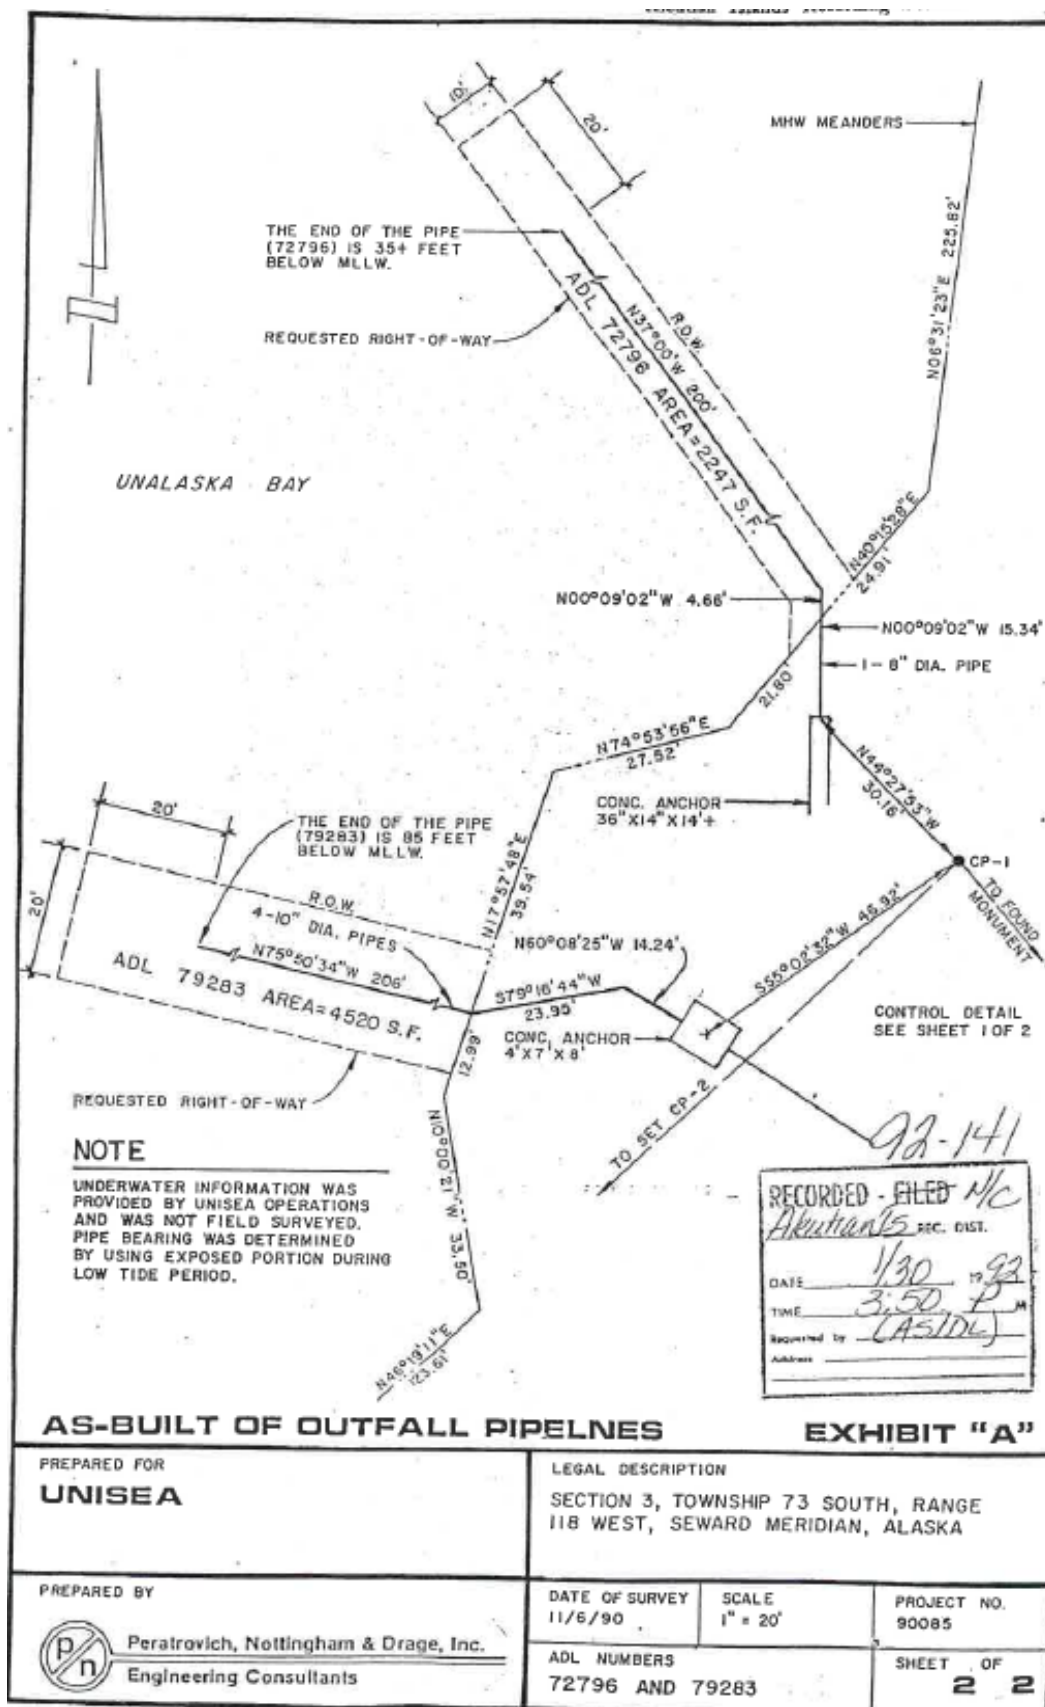 10'
20'
MHW MEANDERS
N06°31'23"E 225.82'
THE END OF THE PIPE
(72796) IS 35+ FEET
BELOW MLLW.
REQUESTED RIGHT-OF-WAY
R.O.W.
N37°00'W 200'
ADL 72796 AREA=2247 S.F.
UNALASKA BAY
N40°15'28"E
24.91'
N00°09'02"W 4.66'
N00°09'02"W 15.34'
1-8" DIA. PIPE
21.80'
N74°53'56"E
27.52'
N44°27'53"W
30.16'
CONC. ANCHOR
36"X14"X14'+
CP-1
TO FOUND
MONUMENT
20'
THE END OF THE PIPE
(79283) IS 85 FEET
BELOW MLLW.
20'
R.O.W.
4-10" DIA. PIPES
N17°57'48"E
39.54'
N75°50'34"W 206'
ADL 79283 AREA=4520 S.F.
N60°08'25"W 14.24'
S55°02'32"W 46.92'
S79°16'44"W
23.95'
CONC. ANCHOR
4'X7'X8'
CONTROL DETAIL
SEE SHEET 1 OF 2
12.99'
REQUESTED RIGHT-OF-WAY
TO SET CP-2
N10°00'21"W 33.50'
N46°19'11"E
123.61'
NOTE
UNDERWATER INFORMATION WAS
PROVIDED BY UNISEA OPERATIONS
AND WAS NOT FIELD SURVEYED.
PIPE BEARING WAS DETERMINED
BY USING EXPOSED PORTION DURING
LOW TIDE PERIOD.
92-141
RECORDED - FILED N/C
REC. DIST.
DATE 1/30 1992
TIME 3:50 P M
Requested by (AS/DL)
Address
AS-BUILT OF OUTFALL PIPELNES EXHIBIT "A"
PREPARED FOR
UNISEA
LEGAL DESCRIPTION
SECTION 3, TOWNSHIP 73 SOUTH, RANGE
118 WEST, SEWARD MERIDIAN, ALASKA
PREPARED BY
p/n
Peratrovich, Nottingham & Drage, Inc.
Engineering Consultants
DATE OF SURVEY
11/6/90
SCALE
1" = 20'
PROJECT NO.
90085
ADL NUMBERS
72796 AND 79283
SHEET OF
2 2